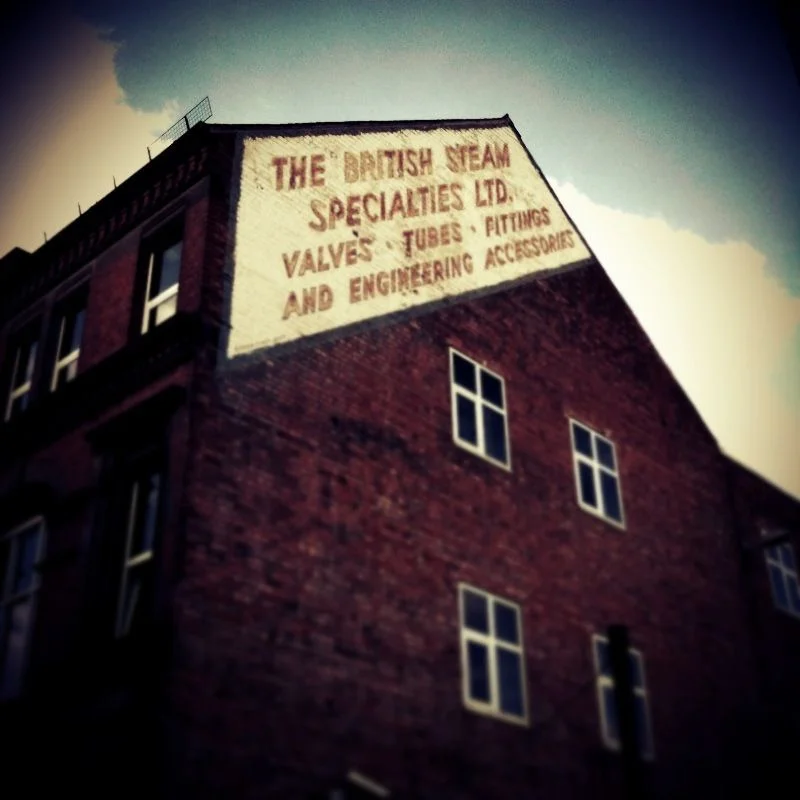 THE BRITISH STEAM
SPECIALTIES LTD.
VALVES · TUBES · FITTINGS
AND ENGINEERING ACCESSORIES